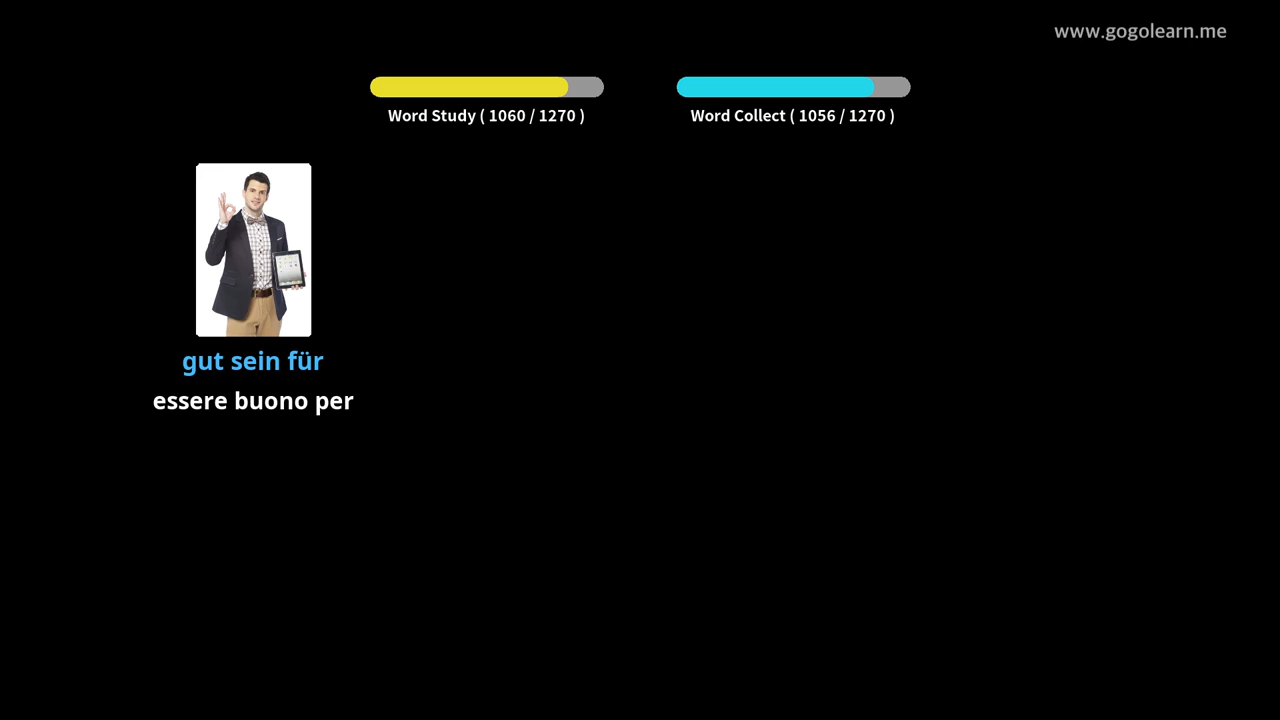 www.gogolearn.me
Word Study ( 1060 / 1270 )
Word Collect ( 1056 / 1270 )
gut sein für
essere buono per